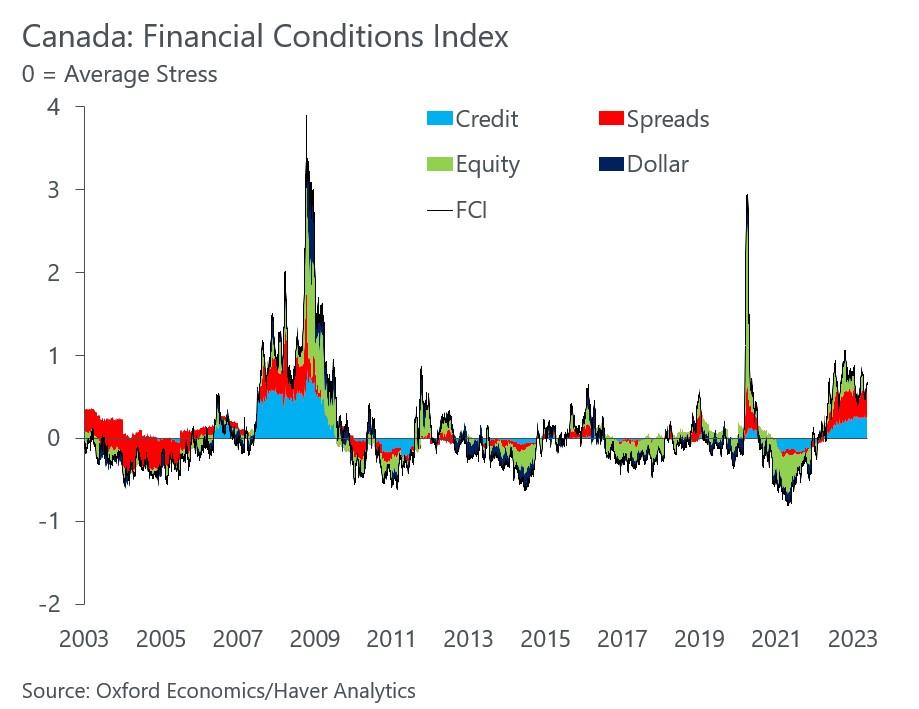 Canada: Financial Conditions Index
0 = Average Stress
4
Credit
Spreads
Equity
Dollar
FCI
3
2
1
0
-1
-2
2003 2005 2007 2009 2011 2013 2015 2017 2019 2021 2023
Source: Oxford Economics/Haver Analytics